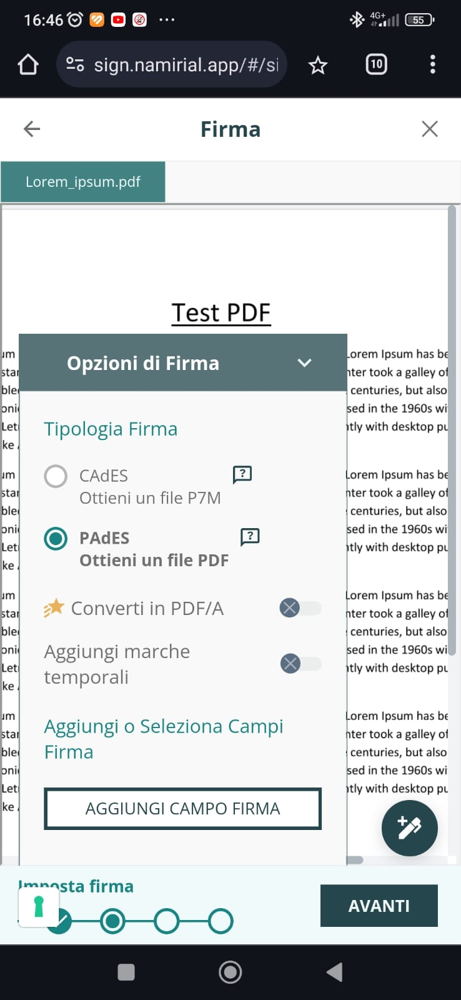 16:46
4G+
55
sign.namirial.app/#/si
10
Firma
Lorem_ipsum.pdf
Test PDF
Opzioni di Firma
Tipologia Firma
CAdES
Ottieni un file P7M
PAdES
Ottieni un file PDF
Converti in PDF/A
Aggiungi marche
temporali
Aggiungi o Seleziona Campi
Firma
AGGIUNGI CAMPO FIRMA
um
Lorem Ipsum has be
star
nter took a galley of
ble
centuries, but also
oni
sed in the 1960s wi
Let
ntly with desktop pu
ke
um
Lorem Ipsum has be
star
nter took a galley of
ble
centuries, but also
oni
sed in the 1960s wi
Let
ntly with desktop pu
ke
um
Lorem Ipsum has be
star
nter took a galley of
ble
centuries, but also
oni
sed in the 1960s wi
Let
ntly with desktop pu
ke
um
Lorem Ipsum has be
star
nter took a galley of
ble
centuries, but also
oni
sed in the 1960s wi
Let
ntly with desktop pu
ke
Imposta firma
AVANTI